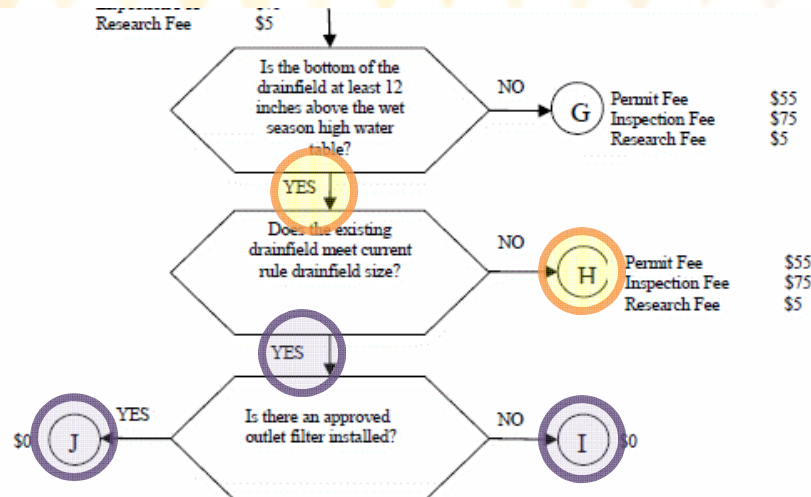 Research Fee $5
Is the bottom of the
drainfield at least 12
inches above the wet
season high water
table?
NO
G
Permit Fee $55
Inspection Fee $75
Research Fee $5
YES
Does the existing
drainfield meet current
rule drainfield size?
NO
H
Permit Fee $55
Inspection Fee $75
Research Fee $5
YES
Is there an approved
outlet filter installed?
YES
J
$0
NO
I
$0